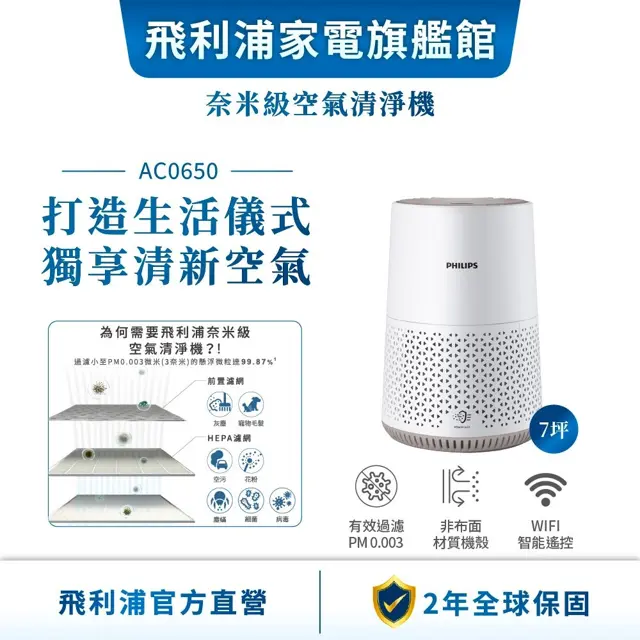 飛利浦家電旗艦館
奈米級空氣清淨機
AC0650
打造生活儀式
獨享清新空氣
為何需要飛利浦奈米級
空氣清淨機?!
過濾小至PM0.003微米(3奈米)的懸浮微粒達99.87%¹
前置濾網
灰塵
寵物毛髮
HEPA濾網
空污
花粉
塵蟎
細菌
病毒
PHILIPS
7坪
有效過濾
PM 0.003
非布面
材質機殼
WIFI
智能遙控
飛利浦官方直營
2年全球保固